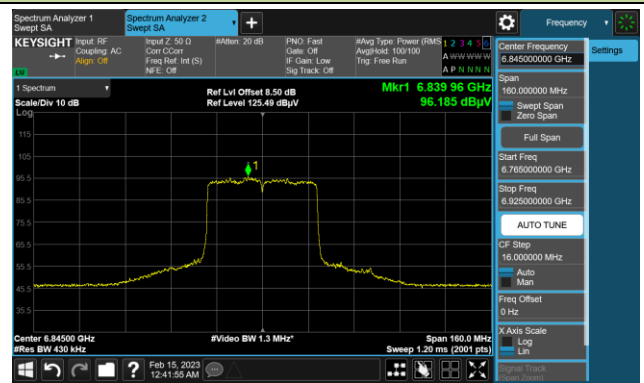 Spectrum Analyzer 1
Swept SA
Spectrum Analyzer 2
Swept SA
Frequency
KEYSIGHT
Input: RF
Coupling: AC
Align: Off
Input Z: 50 Ω
Corr CCorr
Freq Ref: Int (S)
NFE: Off
#Atten: 20 dB
PNO: Fast
Gate: Off
IF Gain: Low
Sig Track: Off
#Avg Type: Power (RMS
Avg|Hold: 100/100
Trig: Free Run
1 2 3 4 5 6
A W W W W W
A P N N N N
LU
1 Spectrum
Scale/Div 10 dB
Ref Lvl Offset 8.50 dB
Ref Level 125.49 dBµV
Mkr1 6.839 96 GHz
96.185 dBµV
Log
115
105
95.5
85.5
75.5
65.5
55.5
45.5
35.5
1
Center 6.84500 GHz
#Res BW 430 kHz
#Video BW 1.3 MHz*
Span 160.0 MHz
Sweep 1.20 ms (2001 pts)
Feb 15, 2023
12:41:55 AM
Center Frequency
6.845000000 GHz
Settings
Span
160.000000 MHz
Swept Span
Zero Span
Full Span
Start Freq
6.765000000 GHz
Stop Freq
6.925000000 GHz
AUTO TUNE
CF Step
16.000000 MHz
Auto
Man
Freq Offset
0 Hz
X Axis Scale
Log
Lin
Signal Track
(Span Zoom)